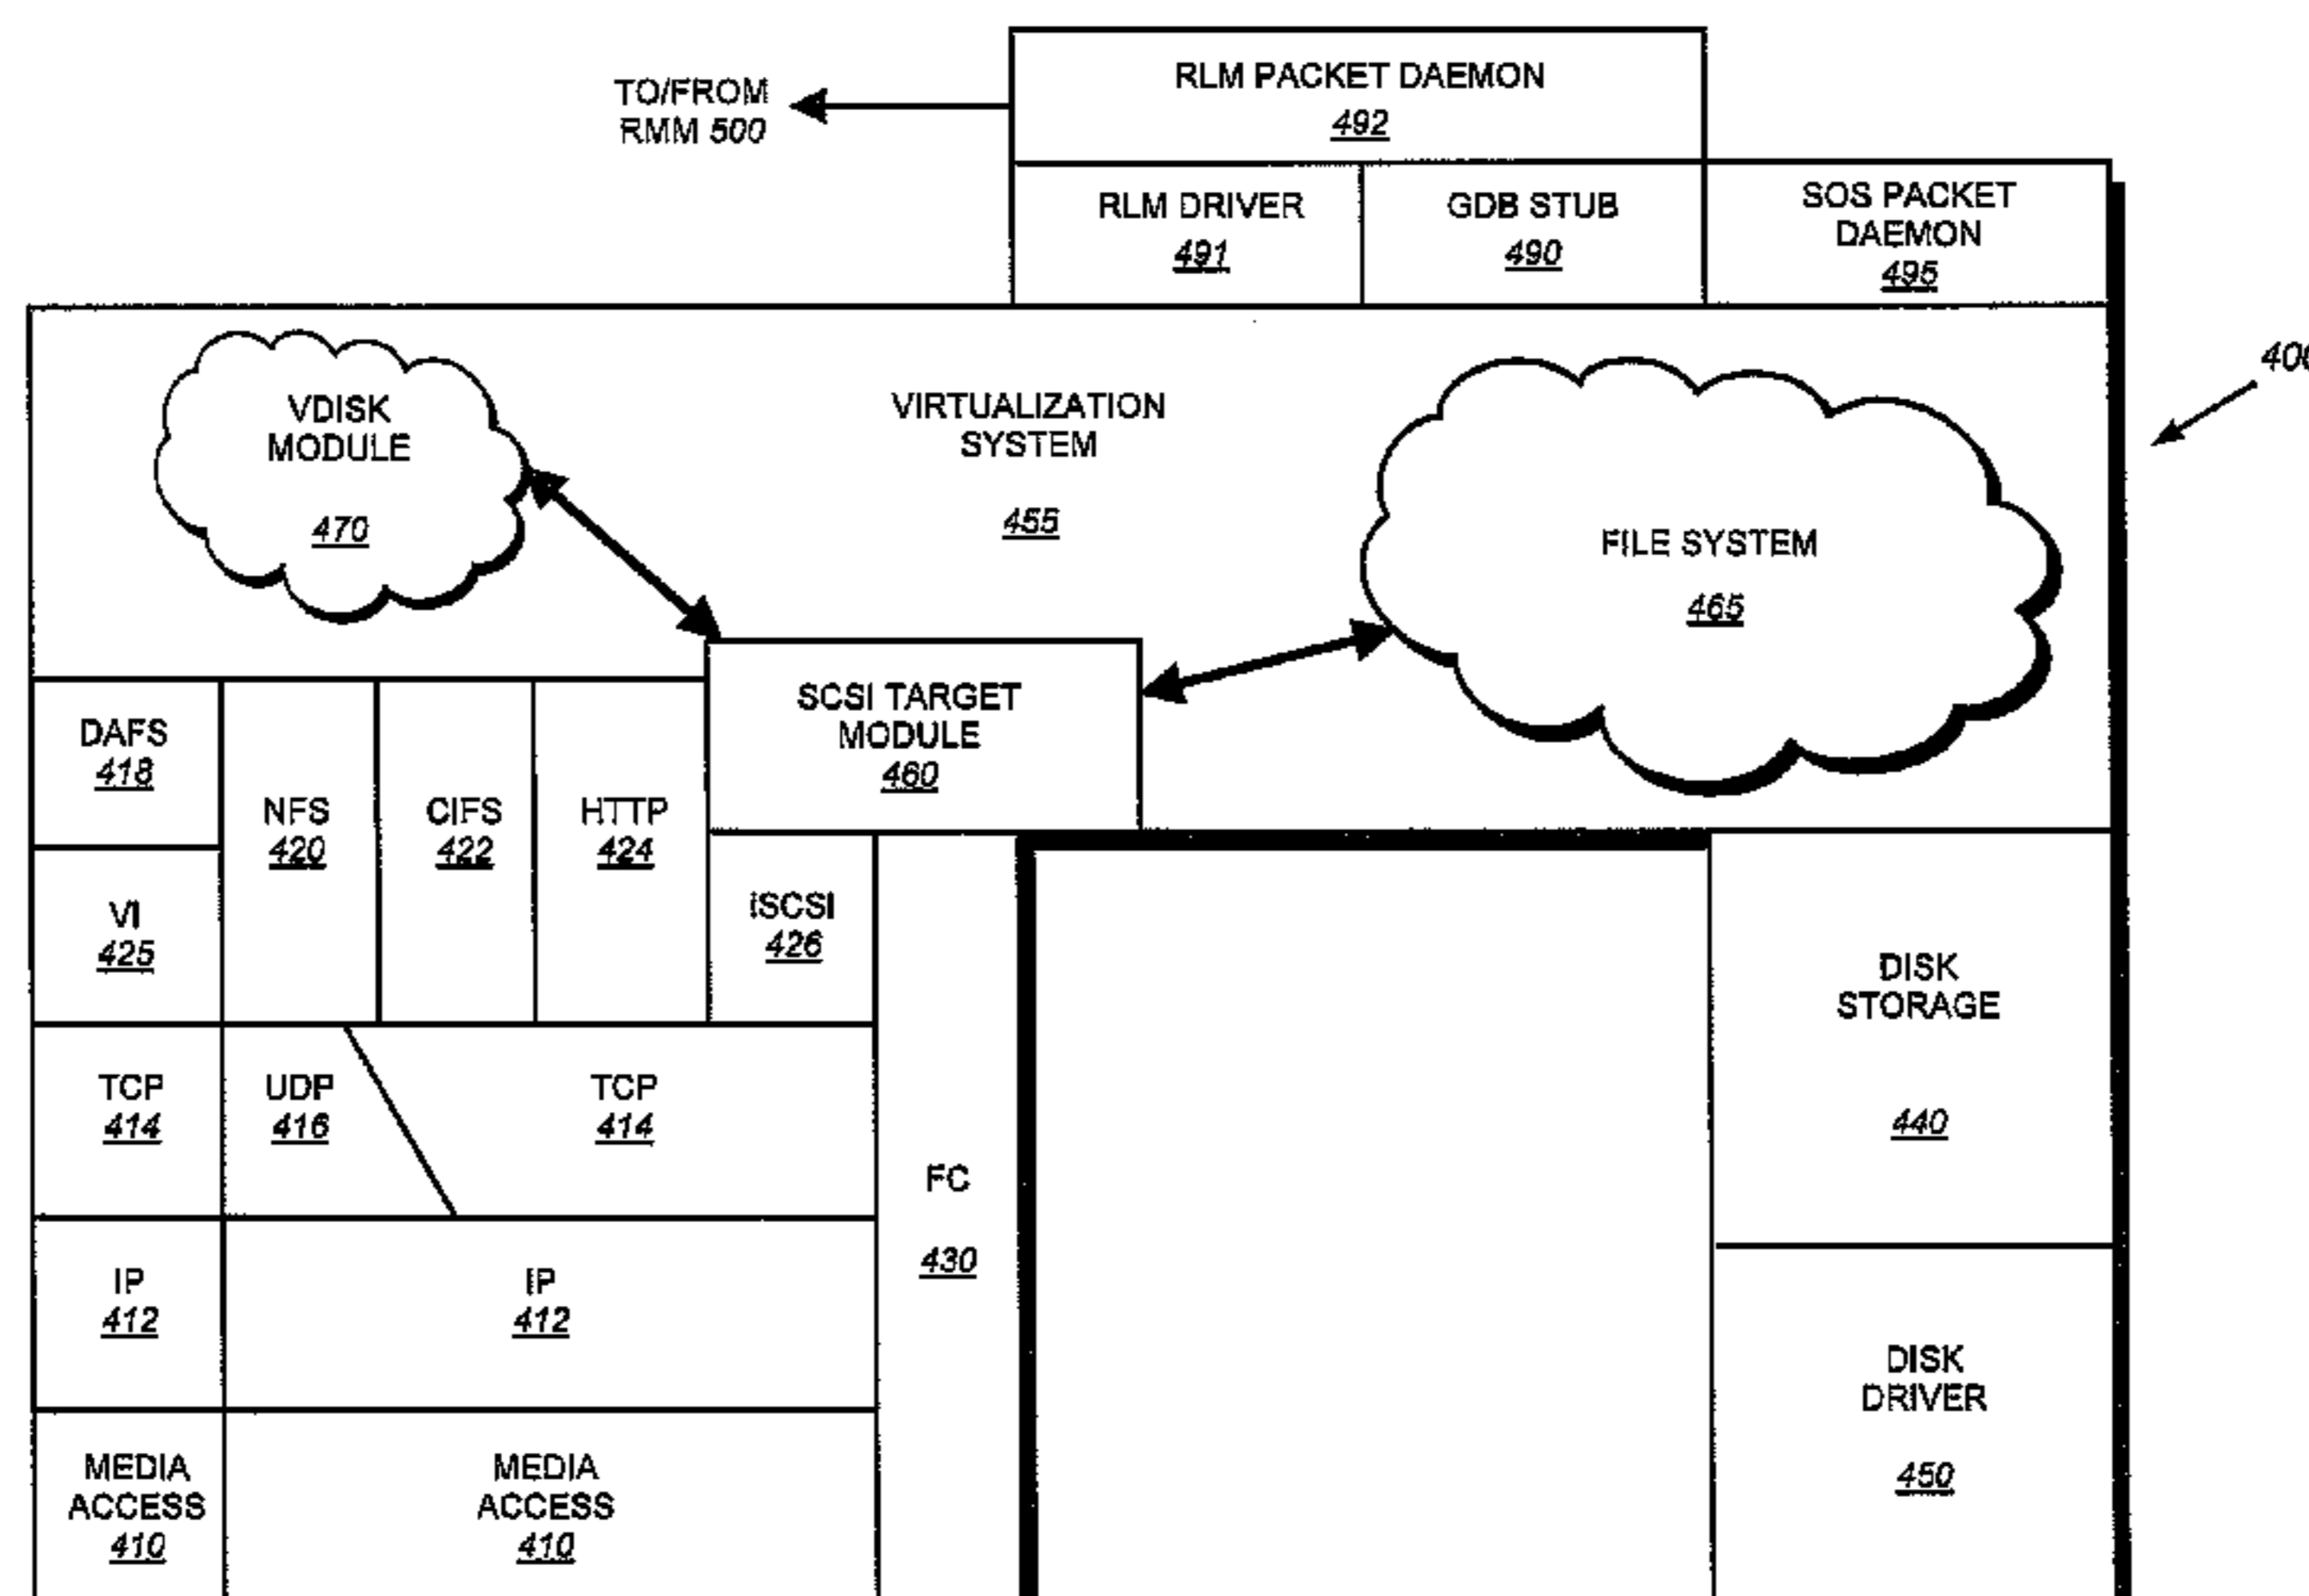 RLM PACKET DAEMON
492
TO/FROM
RMM 500
RLM DRIVER
491
GDB STUB
490
SOS PACKET
DAEMON
495
400
VDISK
MODULE
470
VIRTUALIZATION
SYSTEM
455
FILE SYSTEM
465
SCSI TARGET
MODULE
460
DAFS
418
NFS
420
CIFS
422
HTTP
424
VI
425
iSCSI
426
TCP
414
UDP
416
TCP
414
FC
430
IP
412
IP
412
MEDIA
ACCESS
410
MEDIA
ACCESS
410
DISK
STORAGE
440
DISK
DRIVER
450